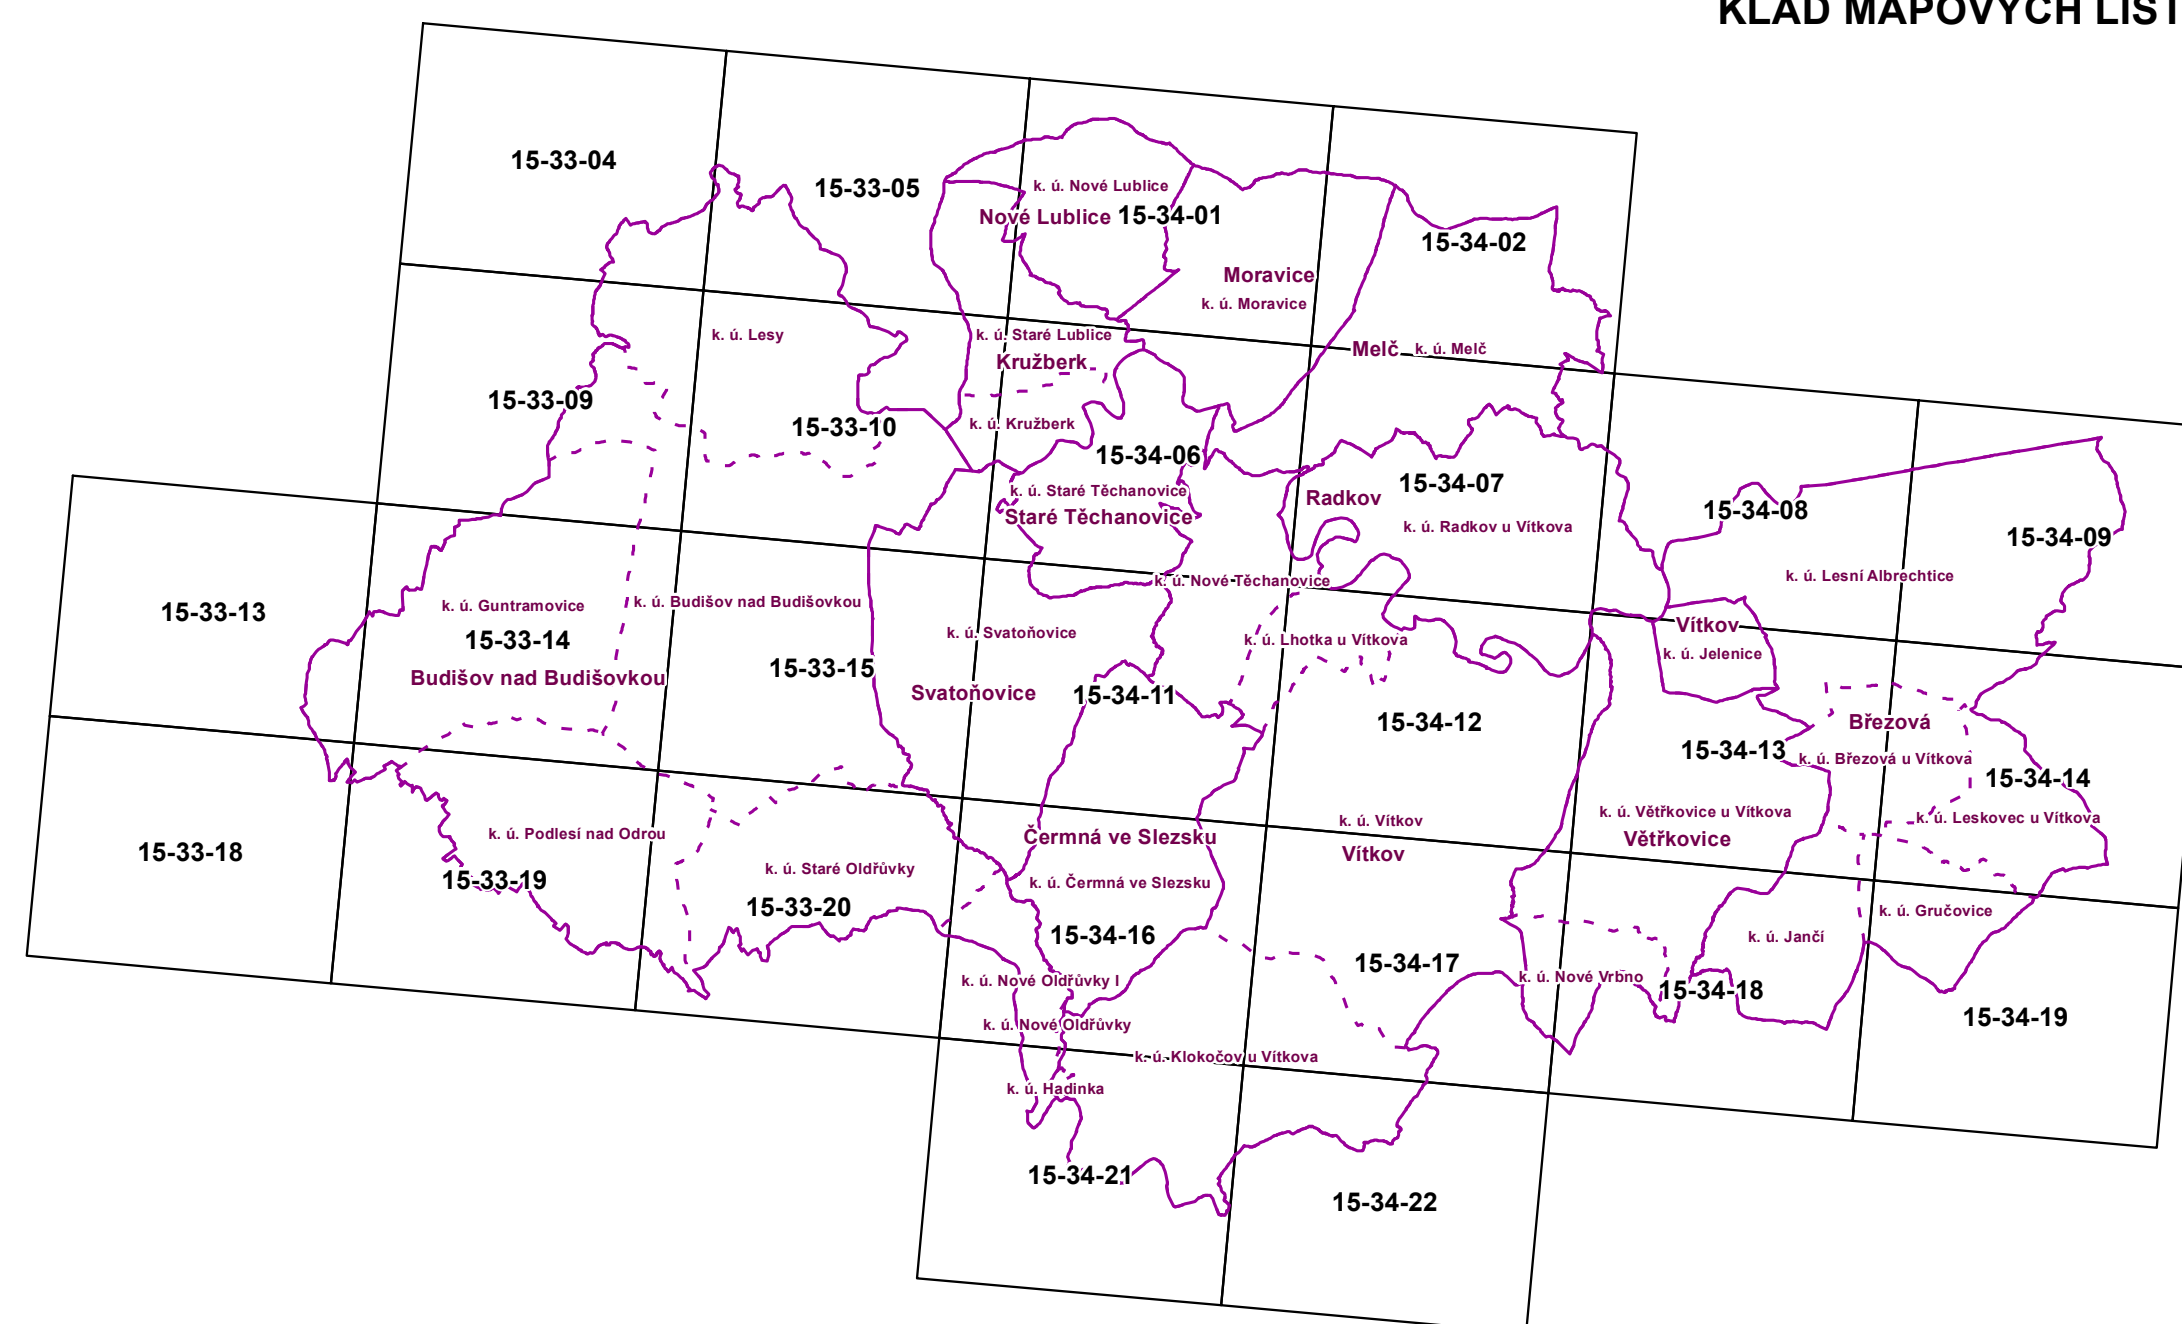 KLAD MAPOVÝCH LIST
15-33-04
15-33-05
k. ú. Nové Lublice
Nové Lublice
15-34-01
15-34-02
Moravice
k. ú. Moravice
k. ú. Lesy
k. ú. Staré Lublice
Kružberk
Melč
k. ú. Melč
15-33-09
15-33-10
k. ú. Kružberk
15-34-06
15-34-07
k. ú. Staré Těchanovice
Staré Těchanovice
Radkov
k. ú. Radkov u Vítkova
15-34-08
15-34-09
k. ú. Nové Těchanovice
k. ú. Lesní Albrechtice
15-33-13
k. ú. Guntramovice
15-33-14
k. ú. Budišov nad Budišovkou
k. ú. Svatoňovice
k. ú. Lhotka u Vítkova
Vítkov
k. ú. Jelenice
Budišov nad Budišovkou
15-33-15
Svatoňovice
15-34-11
15-34-12
Březová
15-34-13
k. ú. Březová u Vítkova
15-34-14
k. ú. Větřkovice u Vítkova
Větřkovice
k. ú. Leskovec u Vítkova
15-33-18
k. ú. Podlesí nad Odrou
15-33-19
k. ú. Staré Oldřůvky
15-33-20
Čermná ve Slezsku
k. ú. Čermná ve Slezsku
15-34-16
k. ú. Vítkov
Vítkov
15-34-17
k. ú. Gručovice
k. ú. Jančí
k. ú. Nové Vrbno
15-34-18
15-34-19
k. ú. Nové Oldřůvky I
k. ú. Nové Oldřůvky
k. ú. Klokočov u Vítkova
k. ú. Hadinka
15-34-21
15-34-22